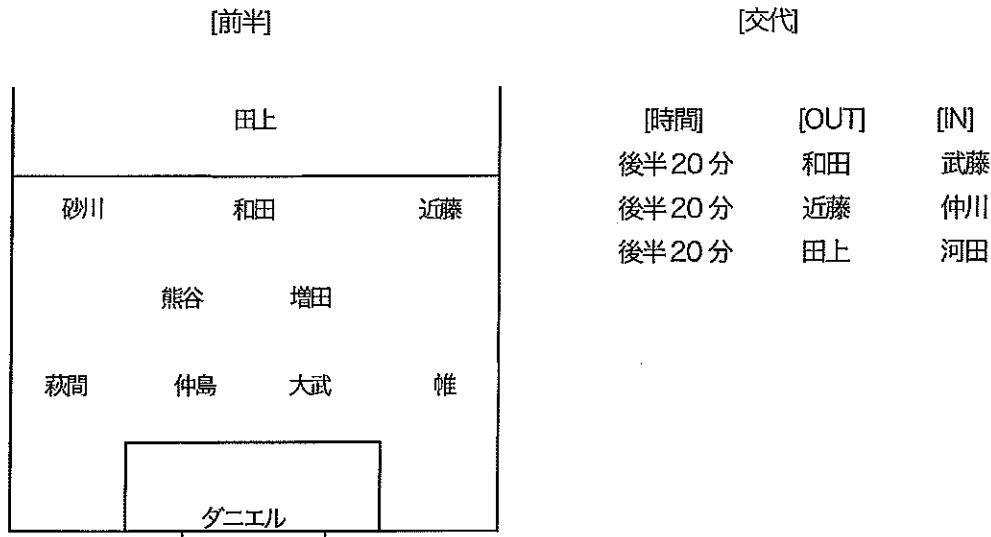 [前半]
田上
砂川 和田 近藤
熊谷 増田
萩間 仲島 大武 帷
ダニエル
[交代]
[時間] [OUT] [IN]
後半20分 和田 武藤
後半20分 近藤 仲川
後半20分 田上 河田